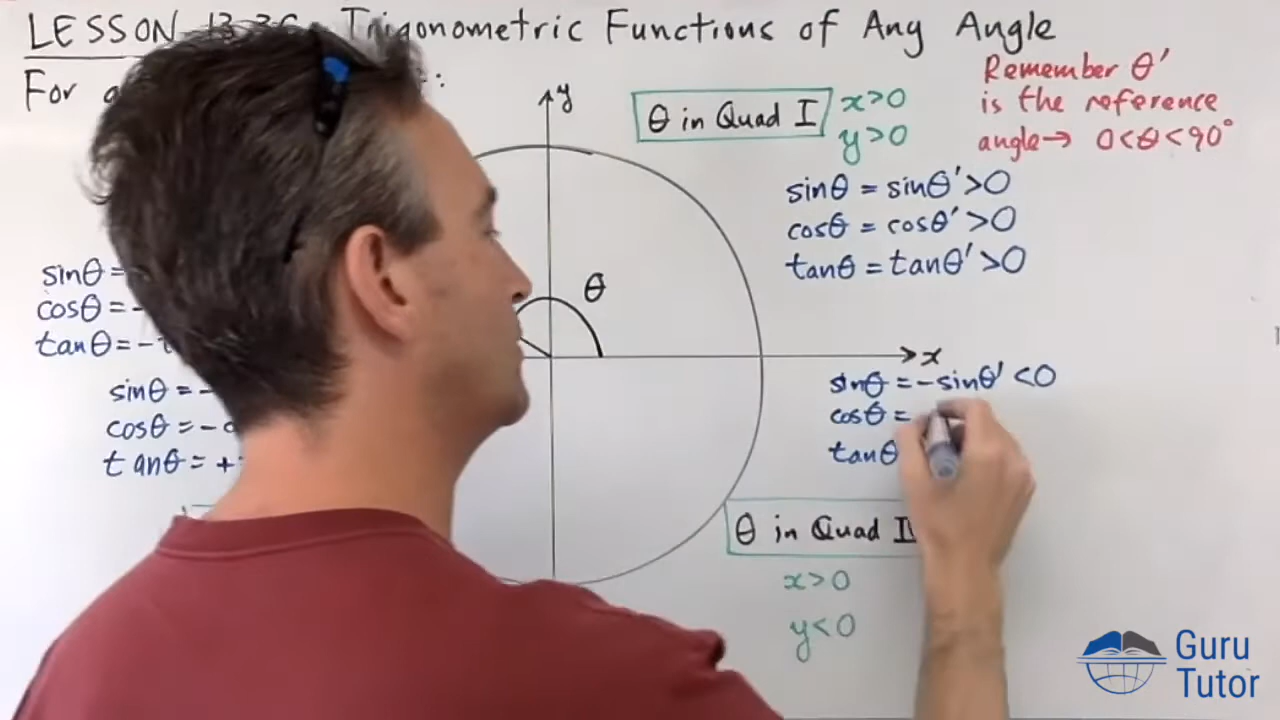 LESSON Trigonometric Functions of Any Angle
For
y
θ in Quad I
x>0
y>0
Remember θ'
is the reference
angle→ 0<θ<90°
sinθ = sinθ'>0
cosθ = cosθ'>0
tanθ = tanθ'>0
θ
sinθ =
cosθ = -
tanθ = -
x
sinθ = -
cosθ = -
tanθ = +
sinθ = -sinθ' <0
cosθ =
tanθ
θ in Quad
x>0
y<0
Guru
Tutor